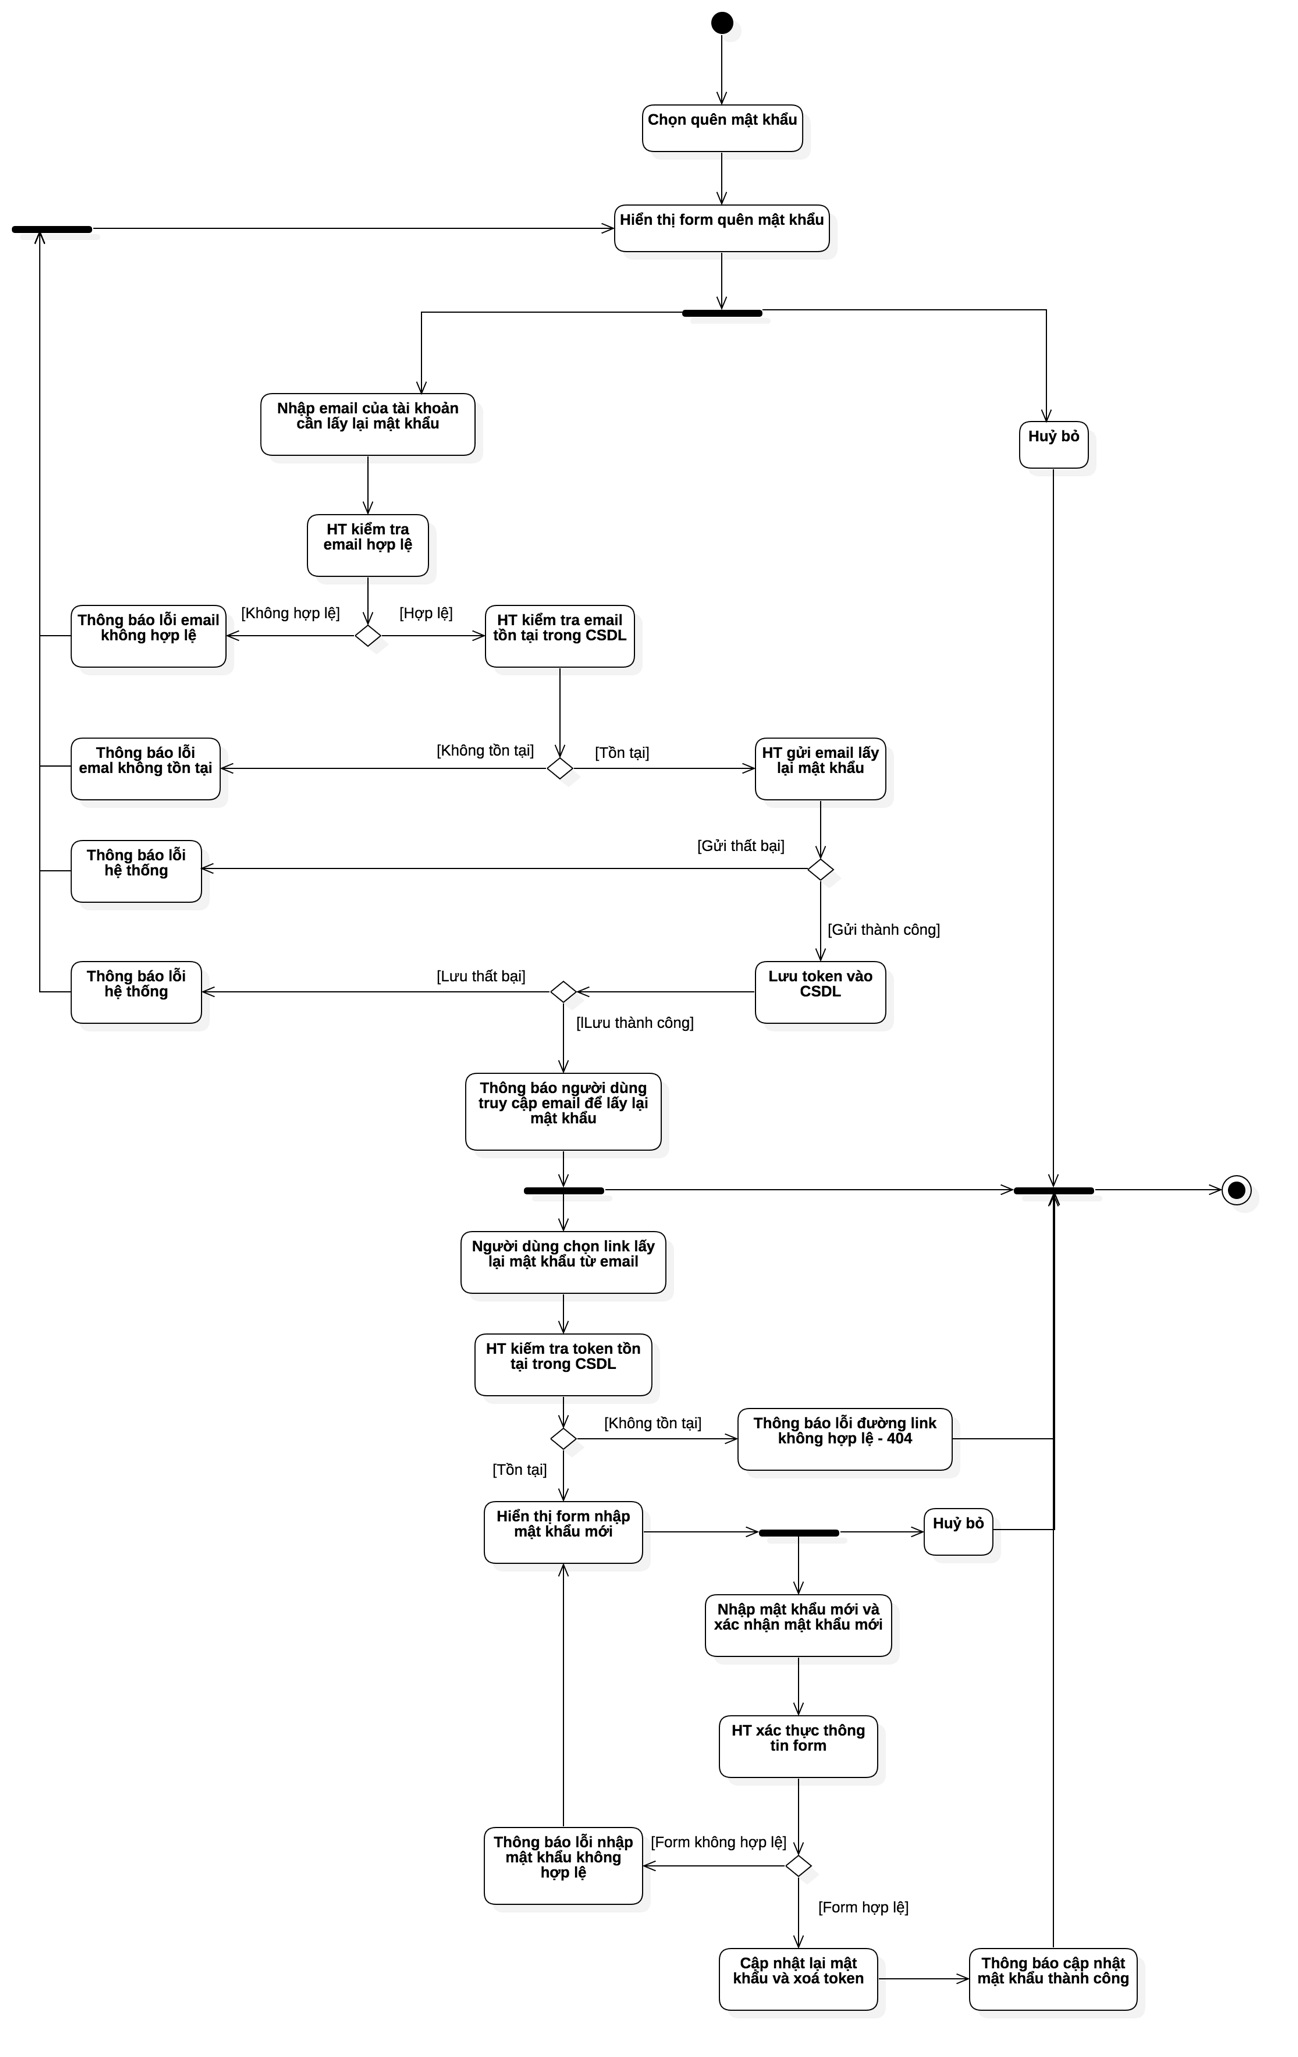 Chọn quên mật khẩu
Hiển thị form quên mật khẩu
Nhập email của tài khoản
cần lấy lại mật khẩu
Huỷ bỏ
HT kiểm tra
email hợp lệ
[Không hợp lệ]
[Hợp lệ]
Thông báo lỗi email
không hợp lệ
HT kiểm tra email
tồn tại trong CSDL
[Không tồn tại]
[Tồn tại]
Thông báo lỗi
emal không tồn tại
HT gửi email lấy
lại mật khẩu
[Gửi thất bại]
Thông báo lỗi
hệ thống
[Gửi thành công]
Thông báo lỗi
hệ thống
[Lưu thất bại]
Lưu token vào
CSDL
[lLưu thành công]
Thông báo người dùng
truy cập email để lấy lại
mật khẩu
Người dùng chọn link lấy
lại mật khẩu từ email
HT kiếm tra token tồn
tại trong CSDL
[Không tồn tại]
Thông báo lỗi đường link
không hợp lệ - 404
[Tồn tại]
Hiển thị form nhập
mật khẩu mới
Huỷ bỏ
Nhập mật khẩu mới và
xác nhận mật khẩu mới
HT xác thực thông
tin form
Thông báo lỗi nhập
mật khẩu không
hợp lệ
[Form không hợp lệ]
[Form hợp lệ]
Cập nhật lại mật
khẩu và xoá token
Thông báo cập nhật
mật khẩu thành công